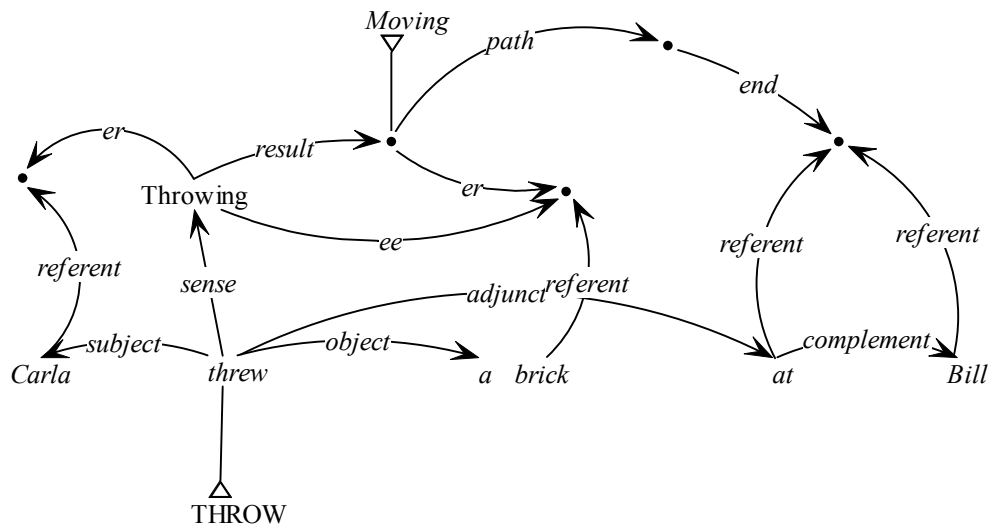 Moving
path
end
er
result
er
Throwing
ee
referent
referent
referent
sense
adjunct
referent
subject
object
complement
Carla threw a brick at Bill
THROW